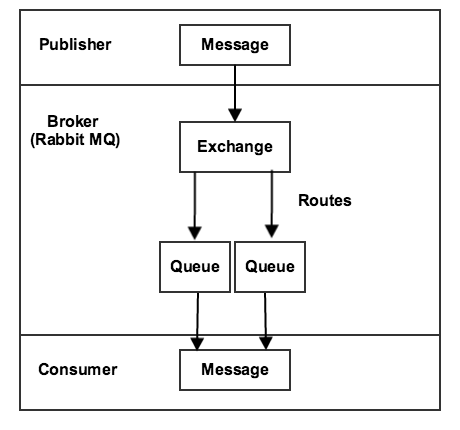 Publisher
Message
Broker
(Rabbit MQ)
Exchange
Routes
Queue
Queue
Consumer
Message